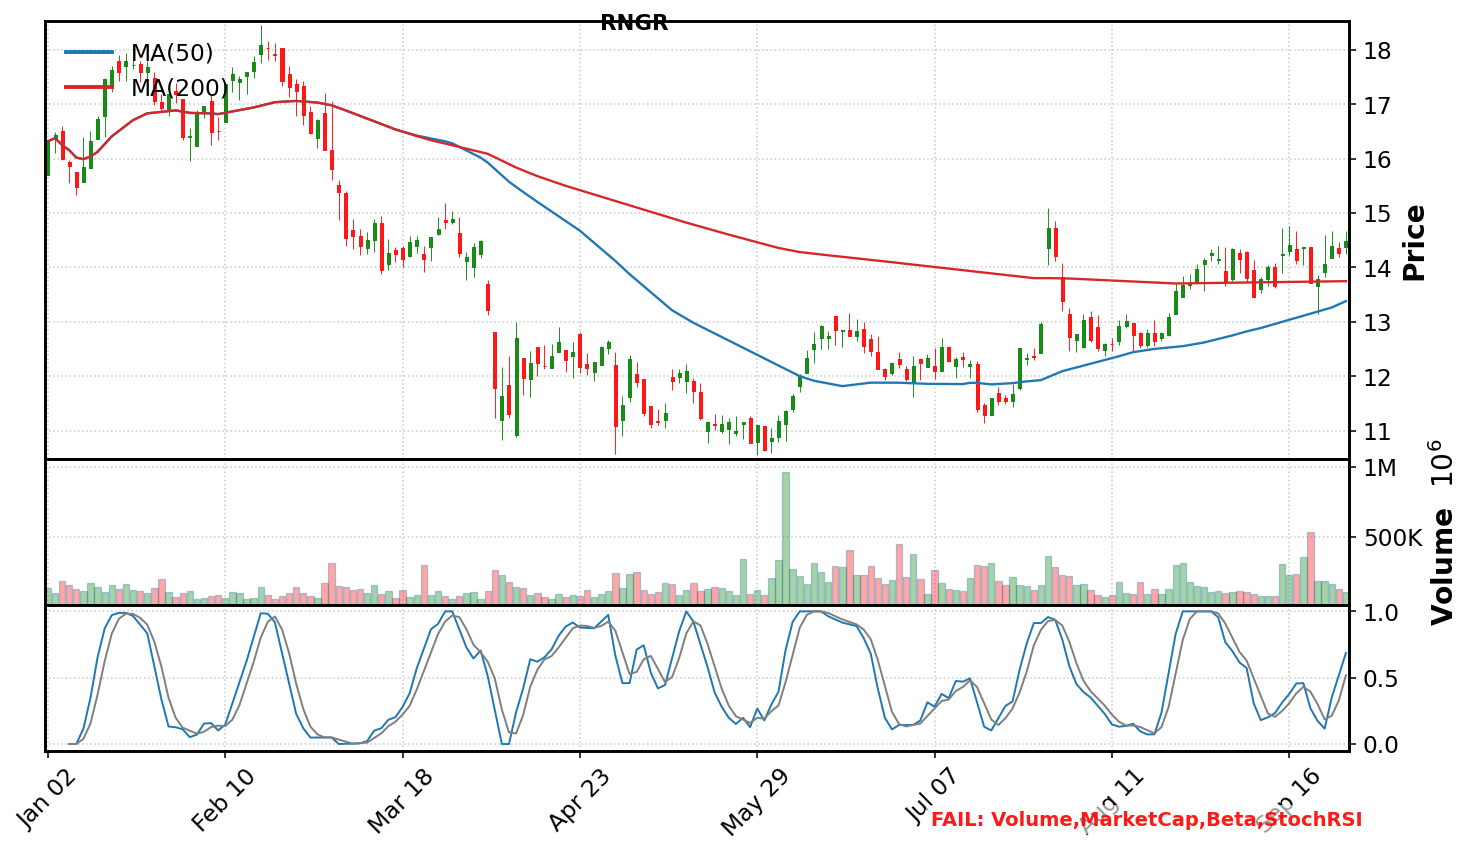 RNGR
MA(50)
MA(200)
18
17
16
15
14
13
12
11
Price
1M
500K
Volume 10^6
1.0
0.5
0.0
Jan 02
Feb 10
Mar 18
Apr 23
May 29
Jul 07
Aug 11
Sep 16
FAIL: Volume,MarketCap,Beta,StochRSI